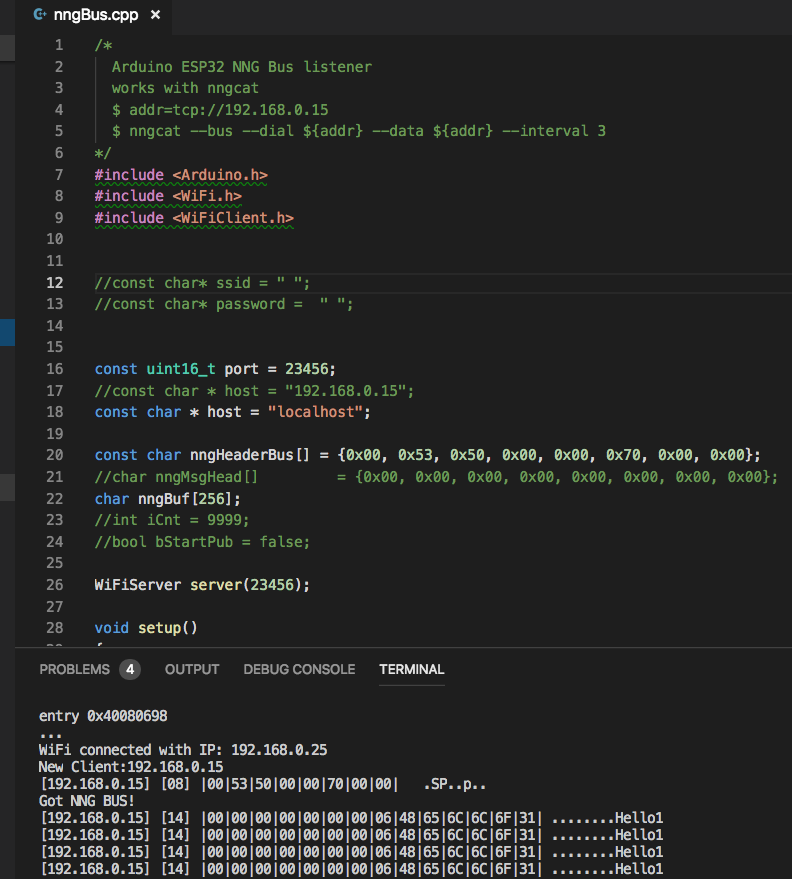 nngBus.cpp ×
1 /*
2 Arduino ESP32 NNG Bus listener
3 works with nngcat
4 $ addr=tcp://192.168.0.15
5 $ nngcat --bus --dial ${addr} --data ${addr} --interval 3
6 */
7 #include <Arduino.h>
8 #include <WiFi.h>
9 #include <WiFiClient.h>
10
11
12 //const char* ssid = " ";
13 //const char* password =  " ";
14
15
16 const uint16_t port = 23456;
17 //const char * host = "192.168.0.15";
18 const char * host = "localhost";
19
20 const char nngHeaderBus[] = {0x00, 0x53, 0x50, 0x00, 0x00, 0x70, 0x00, 0x00};
21 //char nngMsgHead[]         = {0x00, 0x00, 0x00, 0x00, 0x00, 0x00, 0x00, 0x00};
22 char nngBuf[256];
23 //int iCnt = 9999;
24 //bool bStartPub = false;
25
26 WiFiServer server(23456);
27
28 void setup()
PROBLEMS 4 OUTPUT DEBUG CONSOLE TERMINAL
entry 0x40080698
...
WiFi connected with IP: 192.168.0.25
New Client:192.168.0.15
[192.168.0.15] [08] |00|53|50|00|00|70|00|00|   .SP..p..
Got NNG BUS!
[192.168.0.15] [14] |00|00|00|00|00|00|00|06|48|65|6C|6C|6F|31| ........Hello1
[192.168.0.15] [14] |00|00|00|00|00|00|00|06|48|65|6C|6C|6F|31| ........Hello1
[192.168.0.15] [14] |00|00|00|00|00|00|00|06|48|65|6C|6C|6F|31| ........Hello1
[192.168.0.15] [14] |00|00|00|00|00|00|00|06|48|65|6C|6C|6F|31| ........Hello1